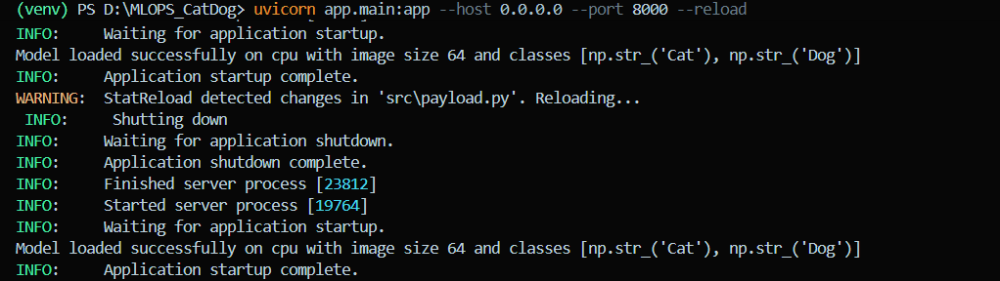 (venv) PS D:\MLOPS_CatDog> uvicorn app.main:app --host 0.0.0.0 --port 8000 --reload
INFO: Waiting for application startup.
Model loaded successfully on cpu with image size 64 and classes [np.str_('Cat'), np.str_('Dog')]
INFO: Application startup complete.
WARNING: StatReload detected changes in 'src\payload.py'. Reloading...
INFO: Shutting down
INFO: Waiting for application shutdown.
INFO: Application shutdown complete.
INFO: Finished server process [23812]
INFO: Started server process [19764]
INFO: Waiting for application startup.
Model loaded successfully on cpu with image size 64 and classes [np.str_('Cat'), np.str_('Dog')]
INFO: Application startup complete.